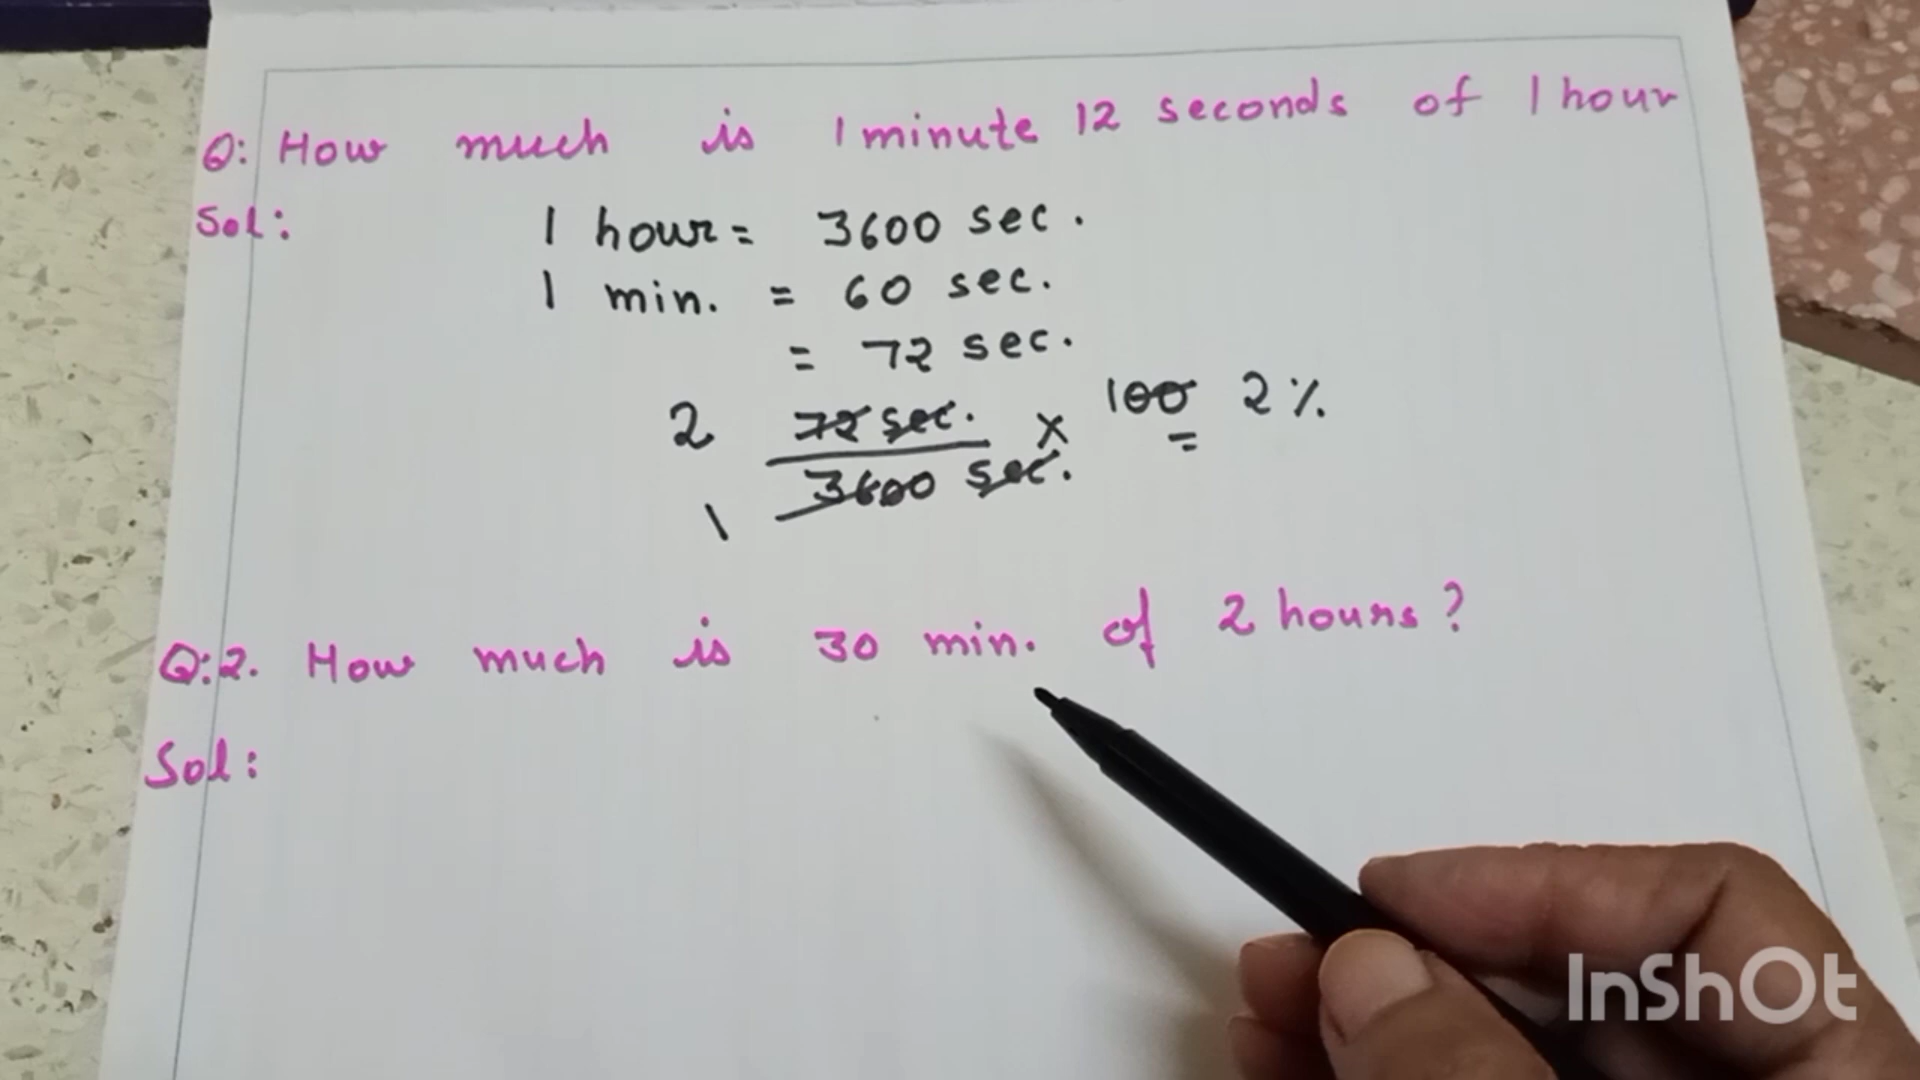 Q: How much is 1 minute 12 seconds of 1 hour
Sol: 1 hour = 3600 sec.
1 min. = 60 sec.
= 72 sec.
2 72 sec. × 100 2%
1 3600 sec. =
Q:2. How much is 30 min. of 2 hours?
Sol:
InShOt